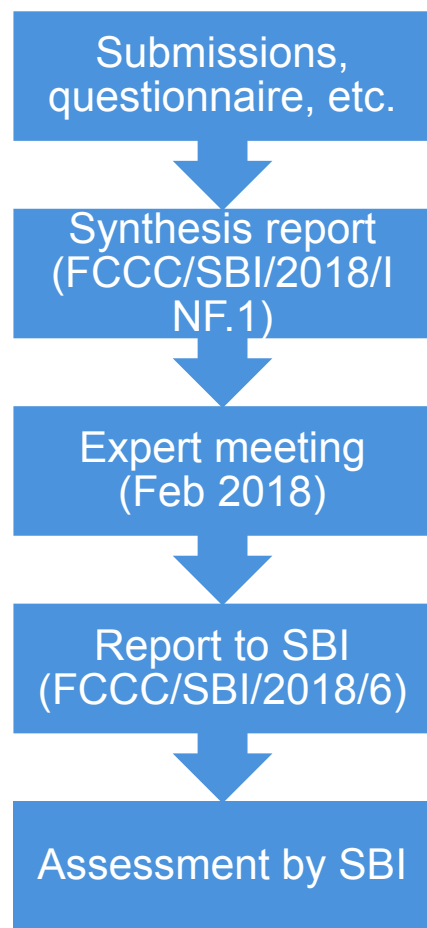 Submissions,
questionnaire, etc.
Synthesis report
(FCCC/SBI/2018/I
NF.1)
Expert meeting
(Feb 2018)
Report to SBI
(FCCC/SBI/2018/6)
Assessment by SBI